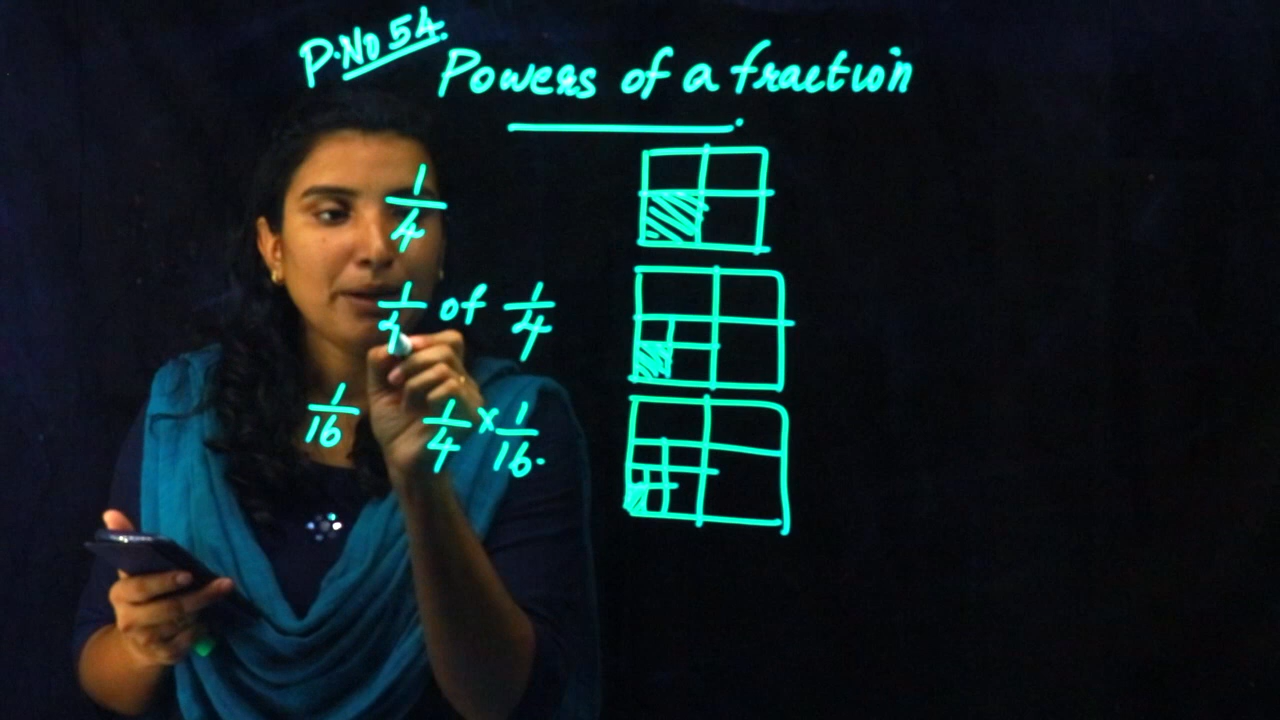 P.No 54.
Powers of a fraction
1/4
1/4 of 1/4
1/16 1/4 × 1/16.